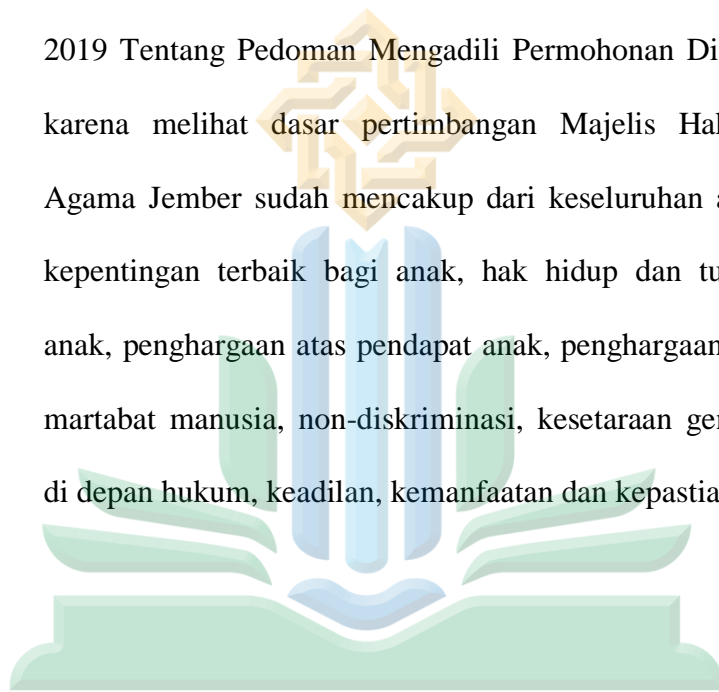 2019 Tentang Pedoman Mengadili Permohonan Di
karena melihat dasar pertimbangan Majelis Hal
Agama Jember sudah mencakup dari keseluruhan a
kepentingan terbaik bagi anak, hak hidup dan tu
anak, penghargaan atas pendapat anak, penghargaan
martabat manusia, non-diskriminasi, kesetaraan ge
di depan hukum, keadilan, kemanfaatan dan kepastia